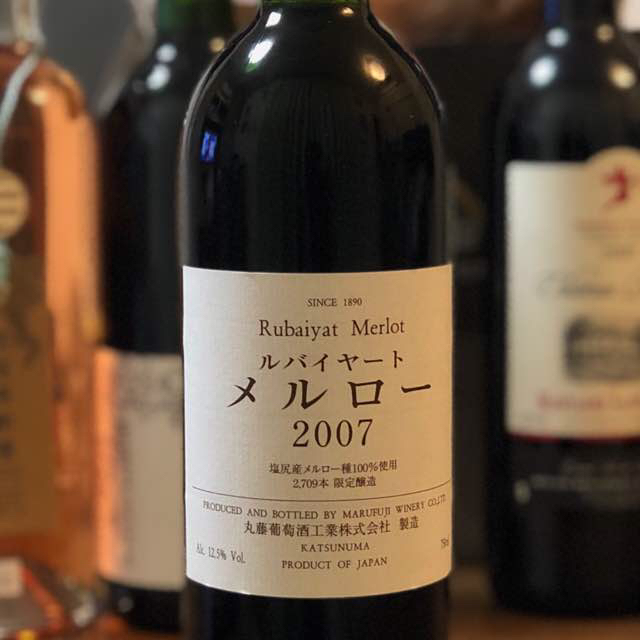 SINCE 1890
Rubaiyat Merlot
ルバイヤート
メルロー
2007
塩尻産メルロー種100%使用
2,709本 限定醸造
PRODUCED AND BOTTLED BY MARUFUJI WINERY CO.,LTD.
丸藤葡萄酒工業株式会社 製造
KATSUNUMA
Alc. 12.5% Vol.
PRODUCT OF JAPAN